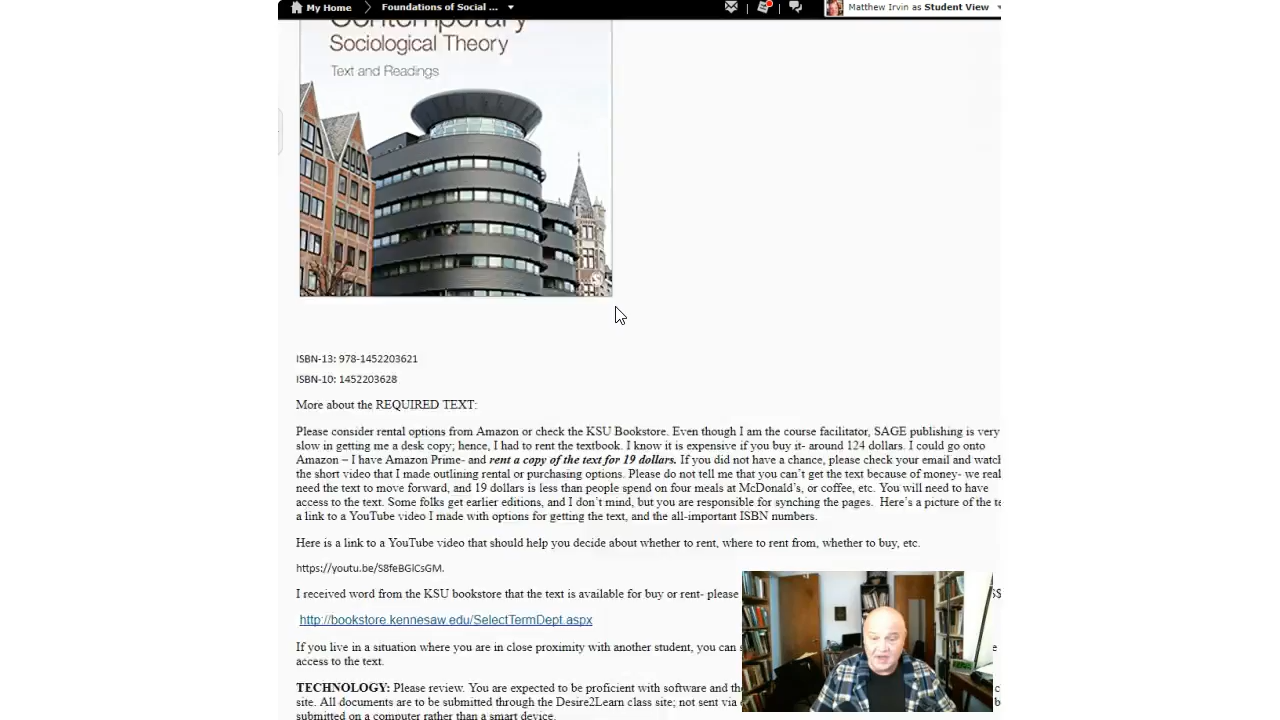 My Home
Foundations of Social ...
Matthew Irvin as Student View
Contemporary
Sociological Theory
Text and Readings
ISBN-13: 978-1452203621
ISBN-10: 1452203628
More about the REQUIRED TEXT:
Please consider rental options from Amazon or check the KSU Bookstore. Even though I am the course facilitator, SAGE publishing is very
slow in getting me a desk copy; hence, I had to rent the textbook. I know it is expensive if you buy it- around 124 dollars. I could go onto
Amazon – I have Amazon Prime- and rent a copy of the text for 19 dollars. If you did not have a chance, please check your email and watch
the short video that I made outlining rental or purchasing options. Please do not tell me that you can't get the text because of money- we real
need the text to move forward, and 19 dollars is less than people spend on four meals at McDonald's, or coffee, etc. You will need to have
access to the text. Some folks get earlier editions, and I don't mind, but you are responsible for synching the pages. Here's a picture of the te
a link to a YouTube video I made with options for getting the text, and the all-important ISBN numbers.
Here is a link to a YouTube video that should help you decide about whether to rent, where to rent from, whether to buy, etc.
I received word from the KSU bookstore that the text is available for buy or rent- please
http://bookstore.kennesaw.edu/SelectTermDept.aspx
If you live in a situation where you are in close proximity with another student, you can
access to the text.
TECHNOLOGY: Please review. You are expected to be proficient with software and the
site. All documents are to be submitted through the Desire2Learn class site; not sent via
submitted on a computer rather than a smart device.